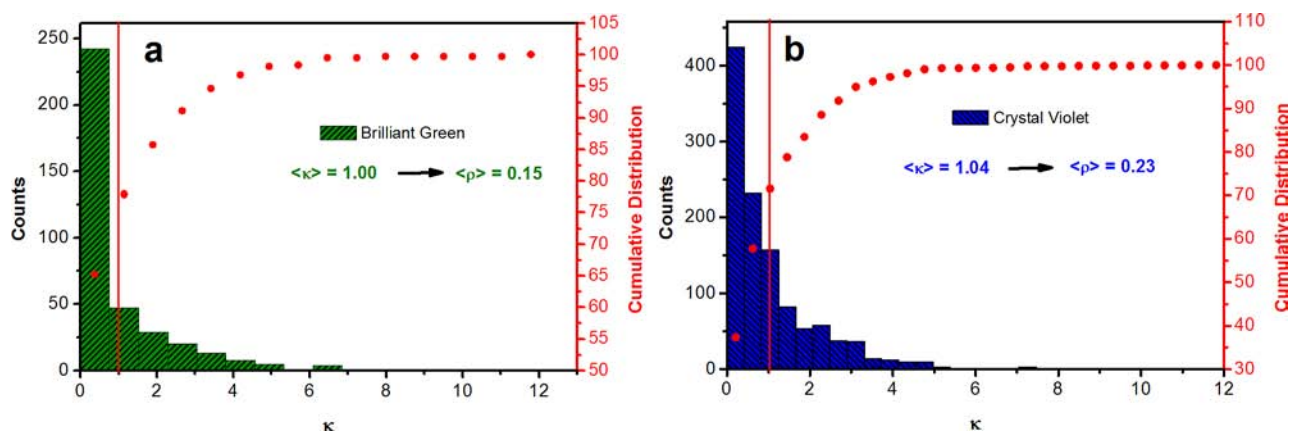 a
Brilliant Green
<κ> = 1.00 → <ρ> = 0.15
Counts
250
200
150
100
50
0
0 2 4 6 8 10 12
κ
105
100
95
90
85
80
75
70
65
60
55
50
Cumulative Distribution
b
Crystal Violet
<κ> = 1.04 → <ρ> = 0.23
Counts
400
300
200
100
0
0 2 4 6 8 10 12
κ
110
100
90
80
70
60
50
40
30
Cumulative Distribution